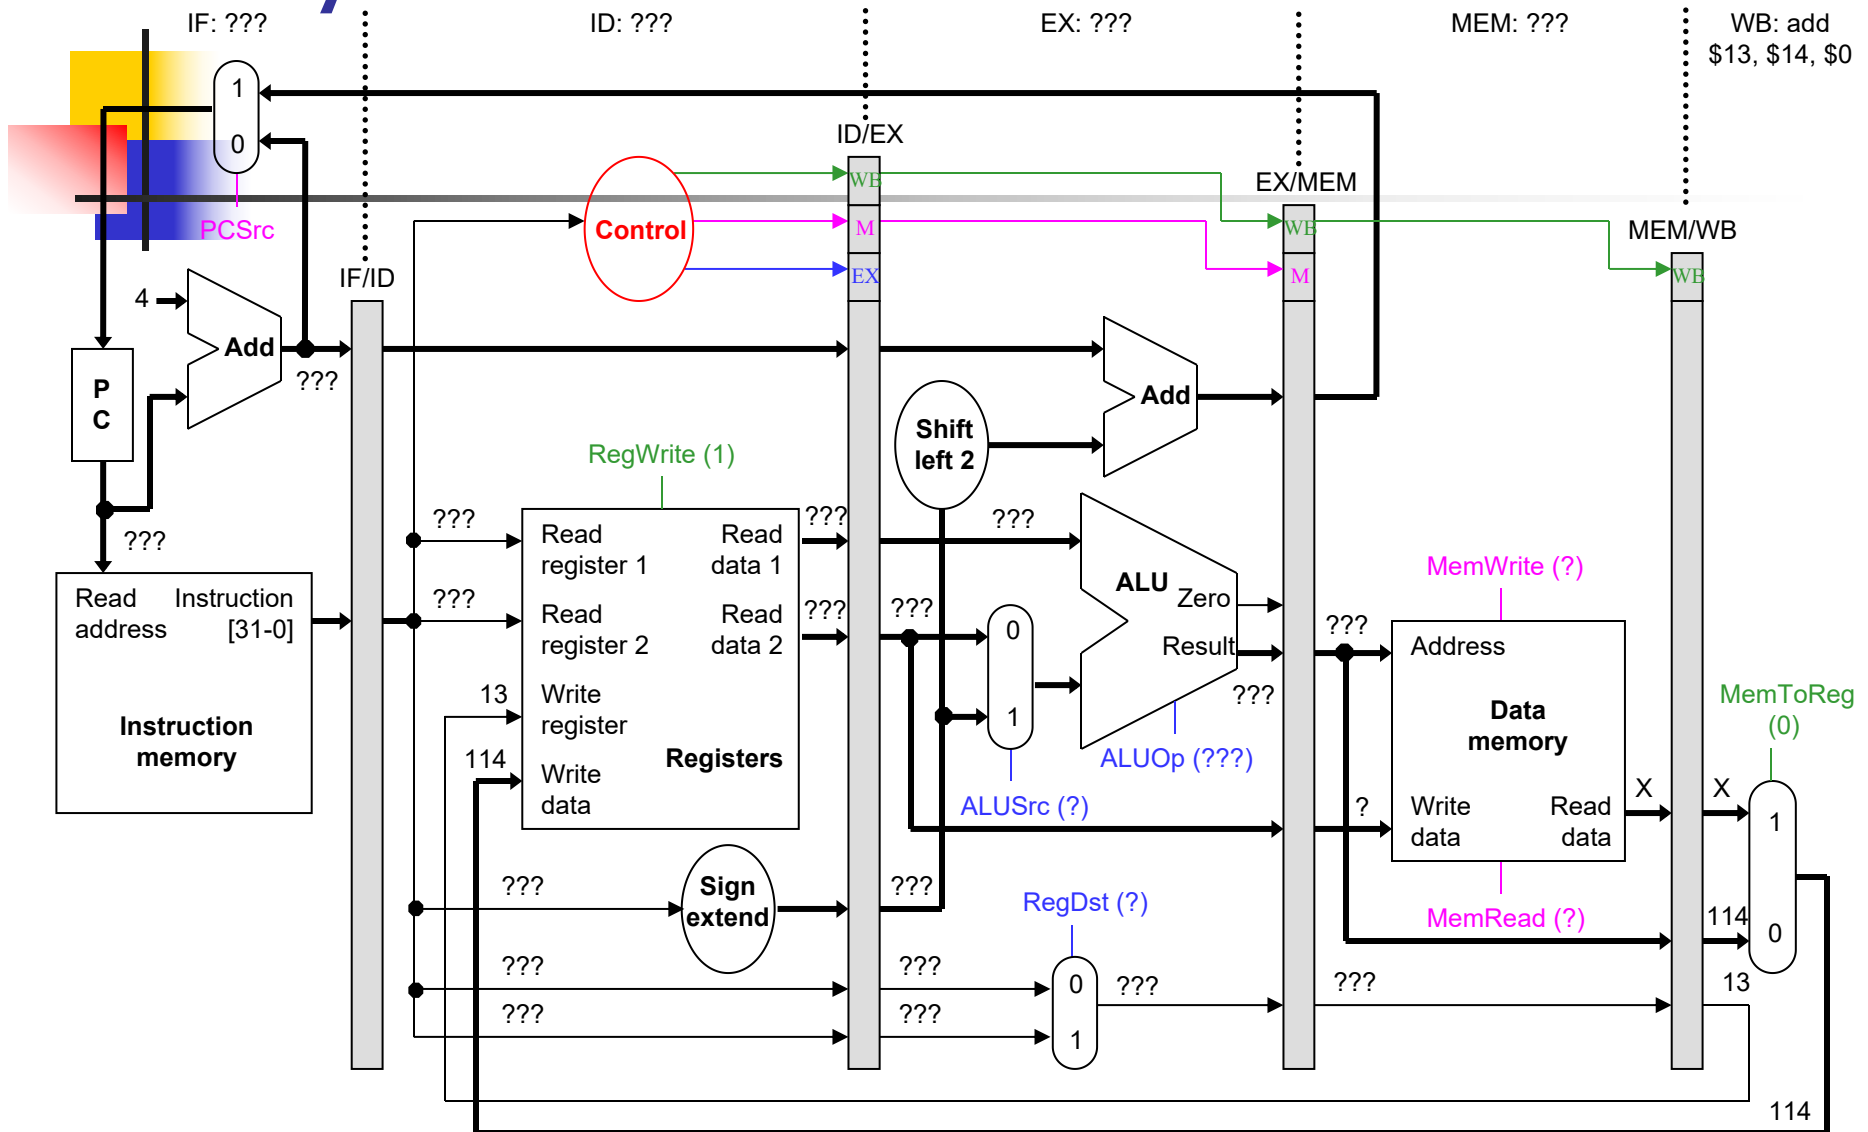 IF: ???
ID: ???
EX: ???
MEM: ???
WB: add
$13, $14, $0
1
0
PCSrc
ID/EX
WB
M
EX
Control
EX/MEM
WB
M
MEM/WB
WB
IF/ID
4
Add
???
P
C
???
Add
Shift
left 2
RegWrite (1)
???
???
Read
register 1
Read
data 1
???
Read
register 2
Read
data 2
???
13
Write
register
114
Write
data
Registers
Read
address
Instruction
[31-0]
Instruction
memory
???
???
0
1
ALUSrc (?)
ALU
Zero
Result
???
ALUOp (???)
MemWrite (?)
???
Address
Data
memory
?
Write
data
Read
data
MemRead (?)
X
X
MemToReg
(0)
1
0
114
13
114
???
Sign
extend
???
RegDst (?)
???
???
???
???
0
1
???
???